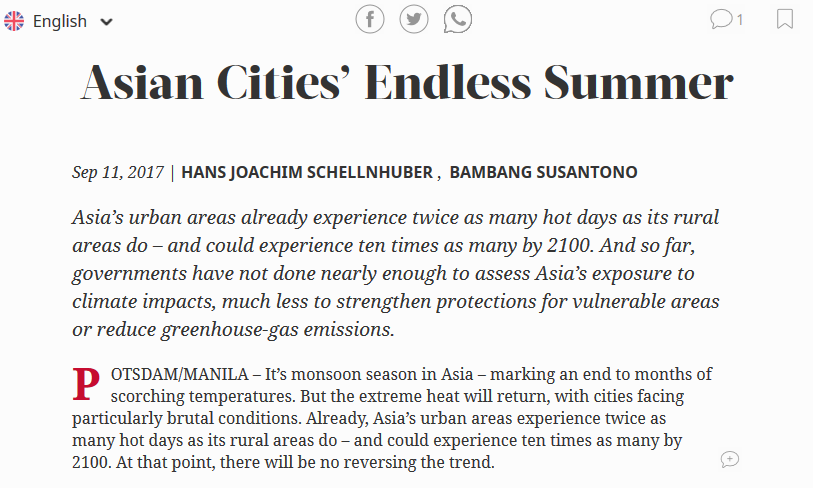 English
1
Asian Cities’ Endless Summer
Sep 11, 2017 | HANS JOACHIM SCHELLNHUBER , BAMBANG SUSANTONO
Asia’s urban areas already experience twice as many hot days as its rural
areas do – and could experience ten times as many by 2100. And so far,
governments have not done nearly enough to assess Asia’s exposure to
climate impacts, much less to strengthen protections for vulnerable areas
or reduce greenhouse-gas emissions.
POTSDAM/MANILA – It’s monsoon season in Asia – marking an end to months of
scorching temperatures. But the extreme heat will return, with cities facing
particularly brutal conditions. Already, Asia’s urban areas experience twice as
many hot days as its rural areas do – and could experience ten times as many by
2100. At that point, there will be no reversing the trend.